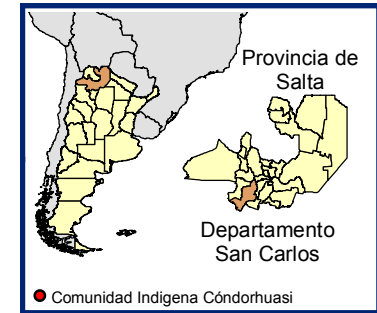 Provincia de
Salta
Departamento
San Carlos
Comunidad Indigena Cóndorhuasi